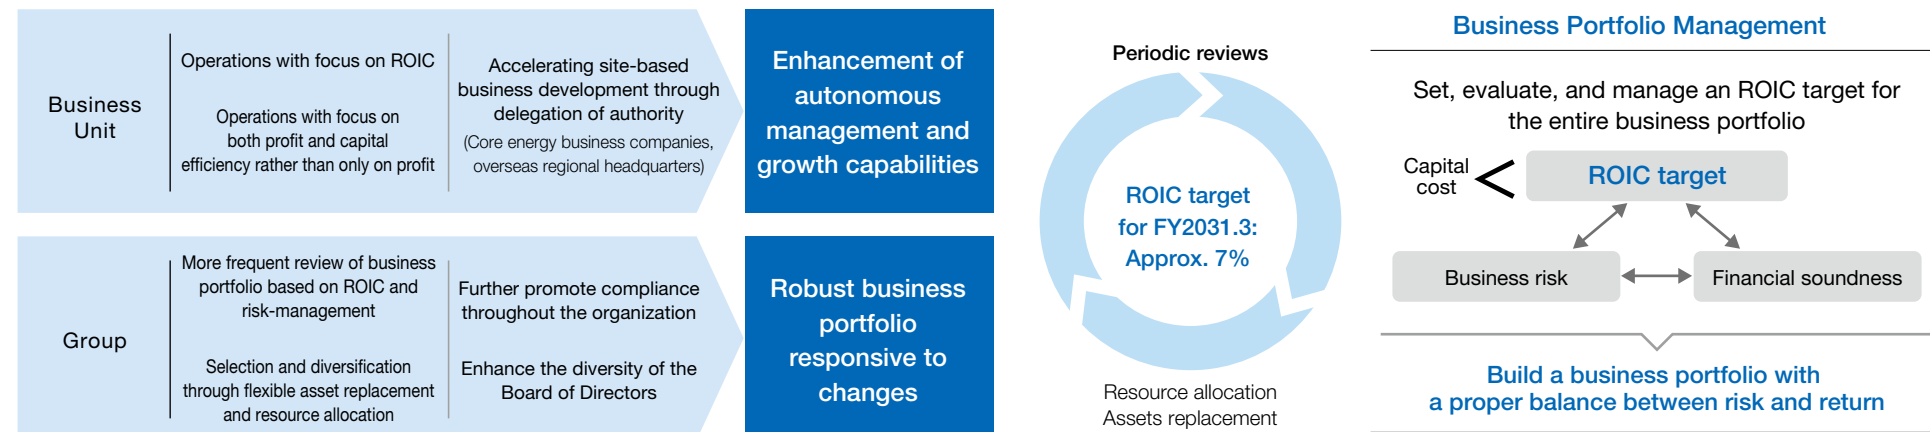 Business
Unit
Operations with focus on ROIC
Operations with focus on
both profit and capital
efficiency rather than only on profit
Accelerating site-based
business development through
delegation of authority
(Core energy business companies,
overseas regional headquarters)
Enhancement of
autonomous
management and
growth capabilities
Group
More frequent review of business
portfolio based on ROIC and
risk-management
Selection and diversification
through flexible asset replacement
and resource allocation
Further promote compliance
throughout the organization
Enhance the diversity of the
Board of Directors
Robust business
portfolio
responsive to
changes
Periodic reviews
ROIC target
for FY2031.3:
Approx. 7%
Resource allocation
Assets replacement
Business Portfolio Management
Set, evaluate, and manage an ROIC target for
the entire business portfolio
Capital
cost
ROIC target
Business risk
Financial soundness
Build a business portfolio with
a proper balance between risk and return